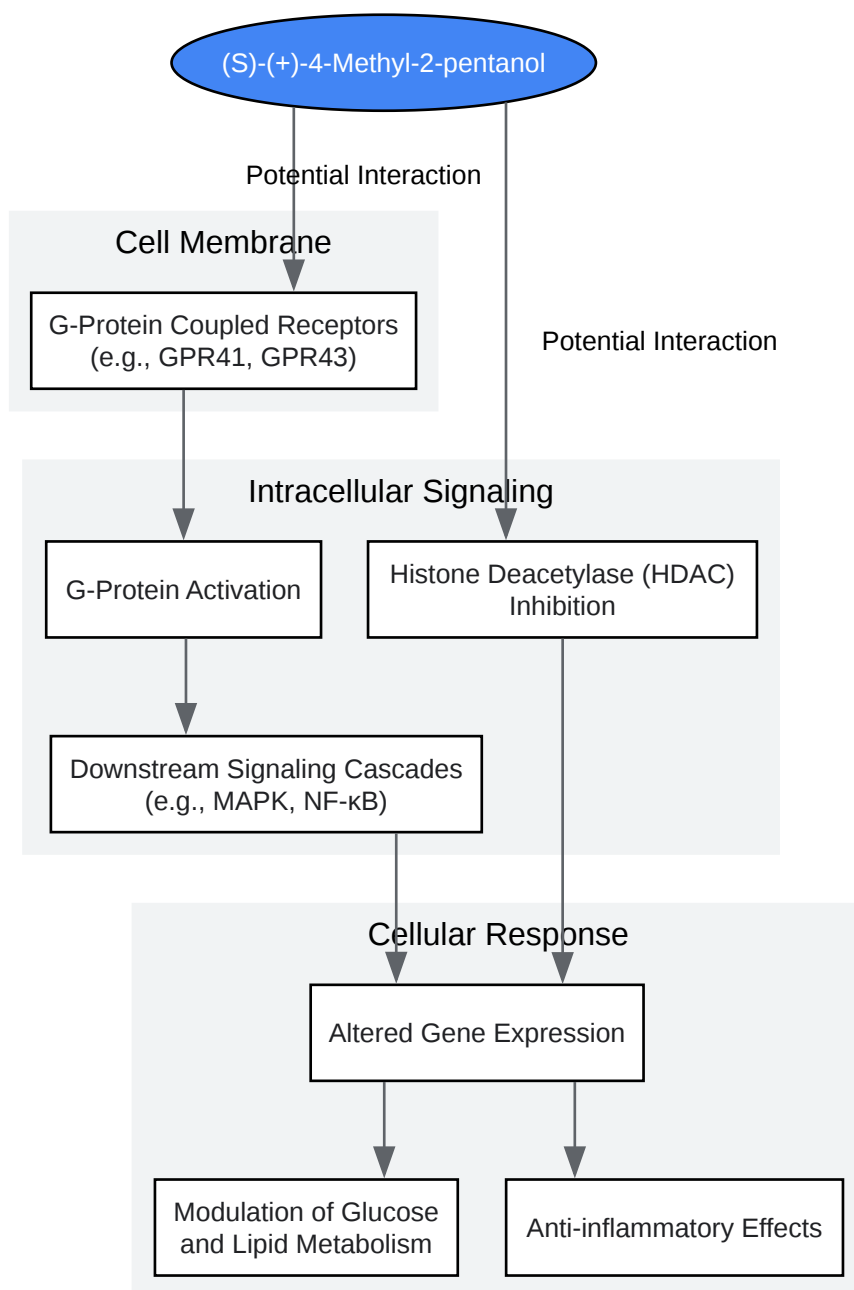 (S)-(+)-4-Methyl-2-pentanol
Potential Interaction
Cell Membrane
G-Protein Coupled Receptors
(e.g., GPR41, GPR43)
Potential Interaction
Intracellular Signaling
G-Protein Activation
Histone Deacetylase (HDAC)
Inhibition
Downstream Signaling Cascades
(e.g., MAPK, NF-κB)
Cellular Response
Altered Gene Expression
Modulation of Glucose
and Lipid Metabolism
Anti-inflammatory Effects